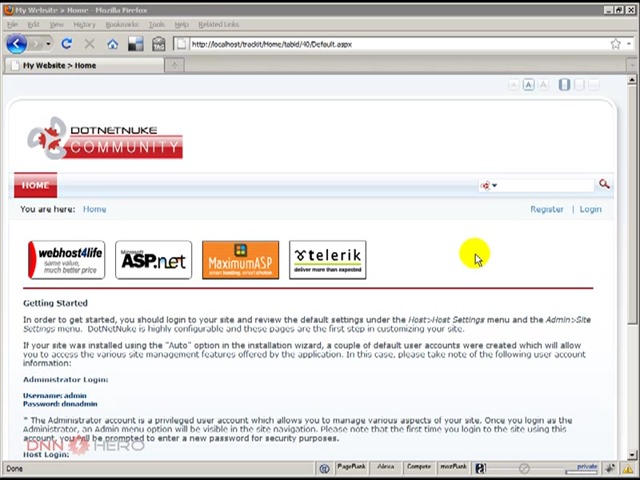 My Website > Home - Mozilla Firefox
File Edit View History Bookmarks Tools Help Related Links
http://localhost/trackit/Home/tabid/40/Default.aspx
My Website > Home
A A A
DOTNETNUKE
COMMUNITY
HOME
You are here: Home
Register | Login
webhost4life
same value,
much better price
Microsoft
ASP.net
MaximumASP
smart hosting, smart choice
telerik
deliver more than expected
Getting Started
In order to get started, you should login to your site and review the default settings under the Host>Host Settings menu and the Admin>Site
Settings menu. DotNetNuke is highly configurable and these pages are the first step in customizing your site.
If your site was installed using the "Auto" option in the installation wizard, a couple of default user accounts were created which will allow
you to access the various site management features offered by the application. In this case, please take note of the following user account
information:
Administrator Login:
Username: admin
Password: dnnadmin
* The Administrator account is a privileged user account which allows you to manage various aspects of your site. Once you login as the
Administrator, an Admin menu option will be visible in the site navigation. Please note that the first time you login to the site using this
account, you will be prompted to enter a new password for security purposes.
DNN HERO
Host Login:
Done
PageRank Alexa Compete mozRank
private